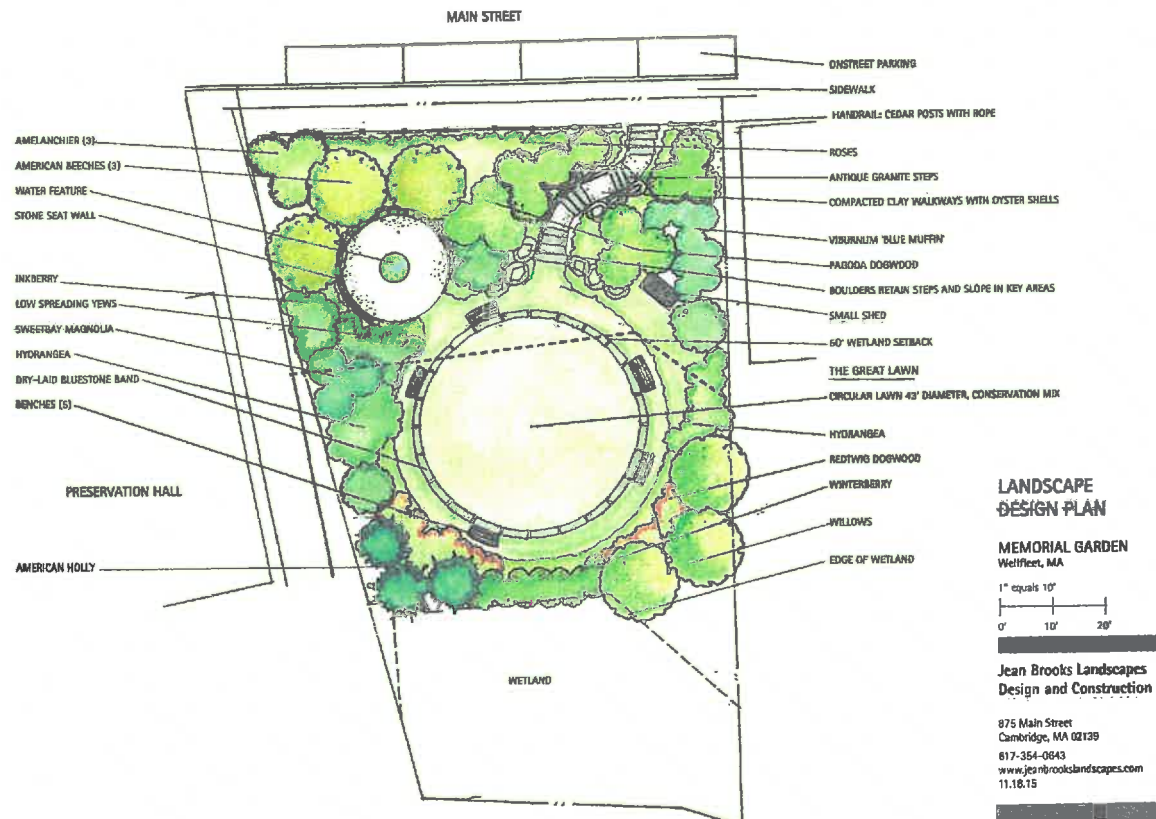 MAIN STREET
ONSTREET PARKING
SIDEWALK
HANDRAIL: CEDAR POSTS WITH ROPE
ROSES
ANTIQUE GRANITE STEPS
COMPACTED CLAY WALKWAYS WITH OYSTER SHELLS
VIBURNUM 'BLUE MUFFIN'
PAGODA DOGWOOD
BOULDERS RETAIN STEPS AND SLOPE IN KEY AREAS
SMALL SHED
60' WETLAND SETBACK
THE GREAT LAWN
CIRCULAR LAWN 43' DIAMETER, CONSERVATION MIX
HYDRANGEA
REDTWIG DOGWOOD
WINTERBERRY
WILLOWS
EDGE OF WETLAND
AMELANCHIER (3)
AMERICAN BEECHES (3)
WATER FEATURE
STONE SEAT WALL
INKBERRY
LOW SPREADING YEWS
SWEETBAY MAGNOLIA
HYDRANGEA
DRY-LAID BLUESTONE BAND
BENCHES (5)
PRESERVATION HALL
AMERICAN HOLLY
WETLAND
LANDSCAPE
DESIGN PLAN
MEMORIAL GARDEN
Wellfleet, MA
1" equals 10'
0' 10' 20'
Jean Brooks Landscapes
Design and Construction
875 Main Street
Cambridge, MA 02139
617-354-0643
www.jeanbrookslandscapes.com
11.18.15